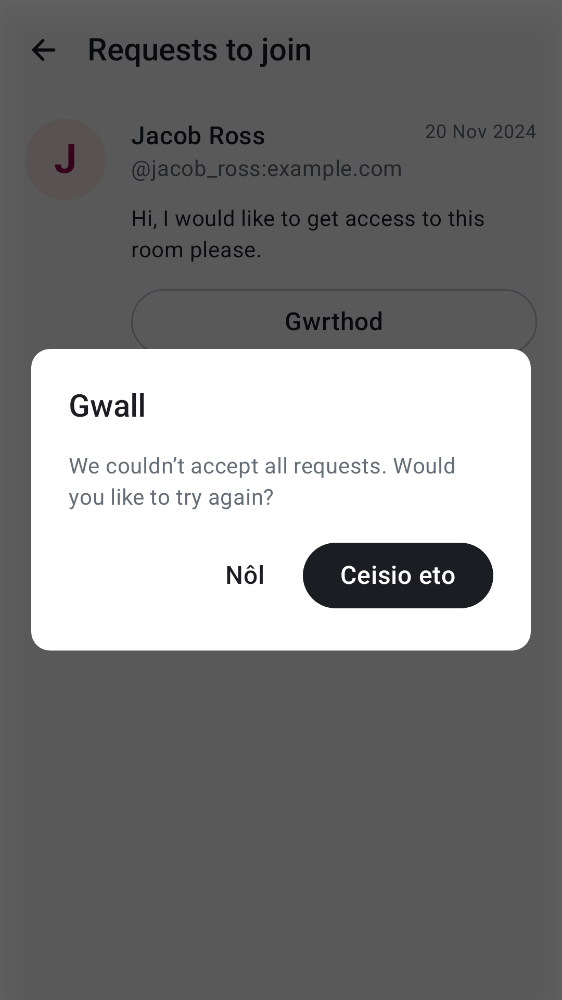 Requests to join
J
Jacob Ross
20 Nov 2024
@jacob_ross:example.com
Hi, I would like to get access to this
room please.
Gwrthod
Gwall
We couldn’t accept all requests. Would
you like to try again?
Nôl
Ceisio eto